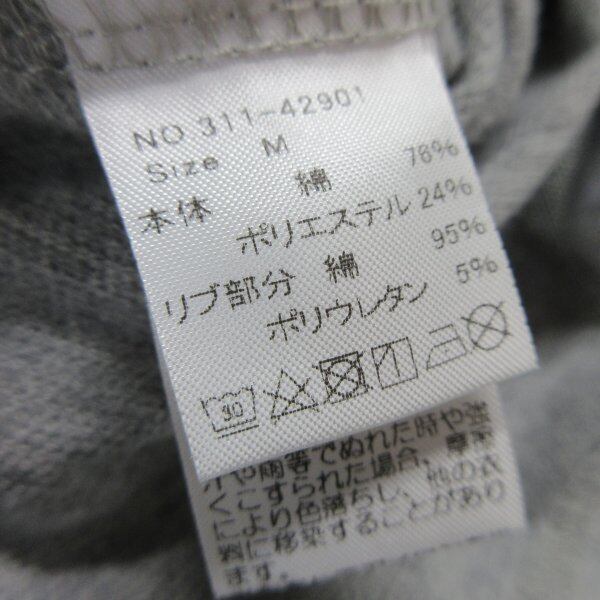 NO 311-42901
Size M
本体 綿 76%
ポリエステル 24%
リブ部分 綿 95%
ポリウレタン 5%
30
汗や雨等でぬれた時や強
くこすられた場合、摩擦
により色落ちし、他の衣
類に移染することがあり
ます。